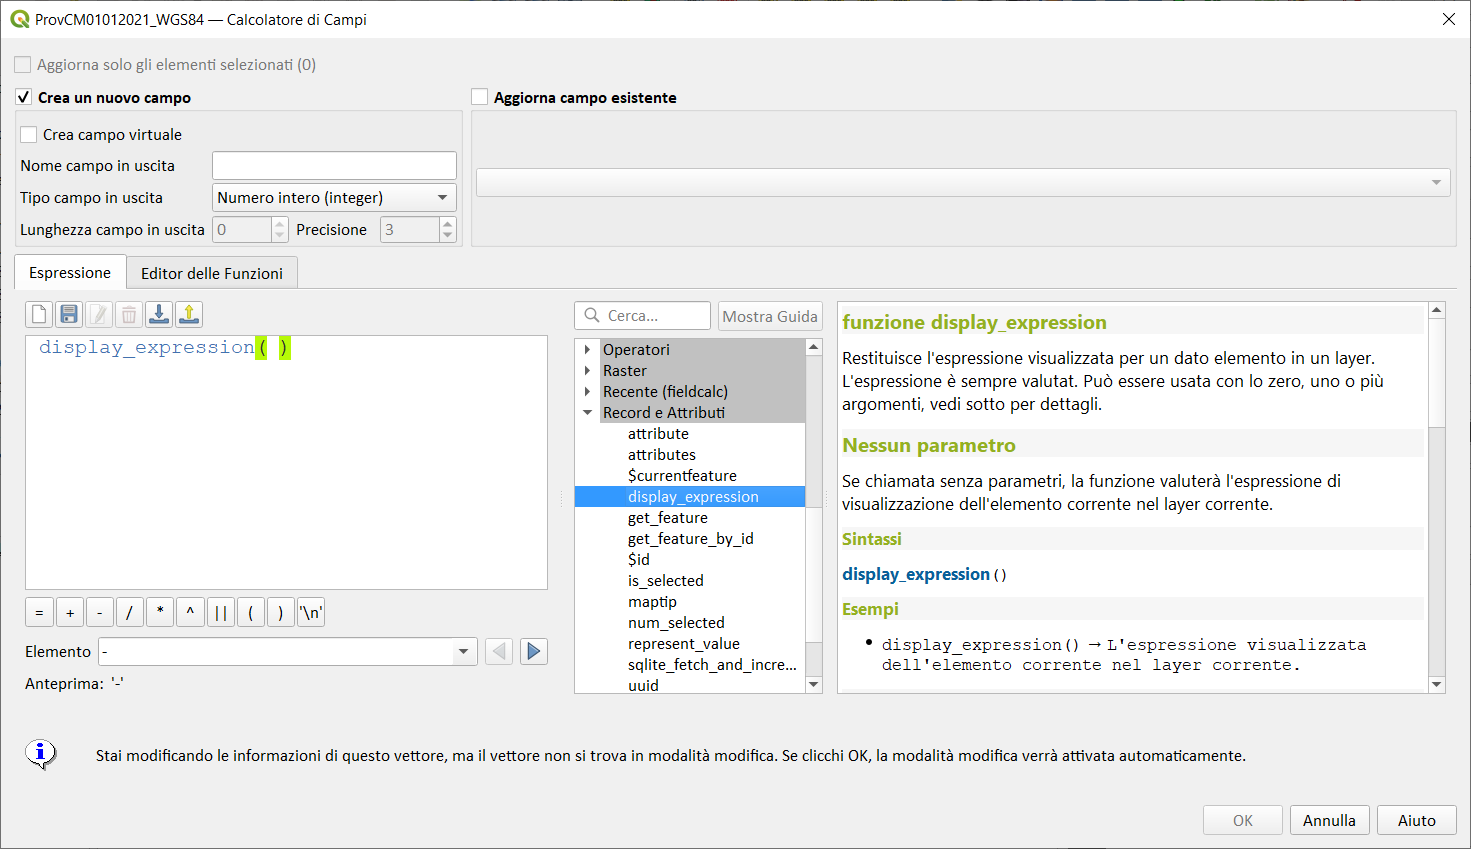 ProvCM01012021_WGS84 — Calcolatore di Campi
Aggiorna solo gli elementi selezionati (0)
Crea un nuovo campo
Aggiorna campo esistente
Crea campo virtuale
Nome campo in uscita
Tipo campo in uscita
Numero intero (integer)
Lunghezza campo in uscita
0
Precisione
3
Espressione
Editor delle Funzioni
display_expression( )
= + - / * ^ || ( ) '\n'
Elemento
-
Anteprima: '-'
Cerca...
Mostra Guida
Operatori
Raster
Recente (fieldcalc)
Record e Attributi
attribute
attributes
$currentfeature
display_expression
get_feature
get_feature_by_id
$id
is_selected
maptip
num_selected
represent_value
sqlite_fetch_and_incre...
uuid
funzione display_expression
Restituisce l'espressione visualizzata per un dato elemento in un layer.
L'espressione è sempre valutat. Può essere usata con lo zero, uno o più
argomenti, vedi sotto per dettagli.
Nessun parametro
Se chiamata senza parametri, la funzione valuterà l'espressione di
visualizzazione dell'elemento corrente nel layer corrente.
Sintassi
display_expression()
Esempi
• display_expression() → L'espressione visualizzata
dell'elemento corrente nel layer corrente.
Stai modificando le informazioni di questo vettore, ma il vettore non si trova in modalità modifica. Se clicchi OK, la modalità modifica verrà attivata automaticamente.
OK
Annulla
Aiuto